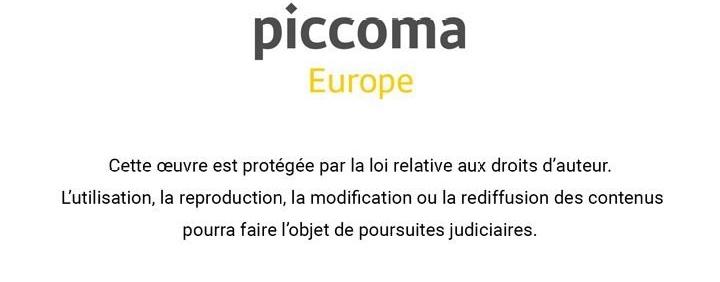 piccoma
Europe
Cette œuvre est protégée par la loi relative aux droits d’auteur.
L’utilisation, la reproduction, la modification ou la rediffusion des contenus
pourra faire l’objet de poursuites judiciaires.